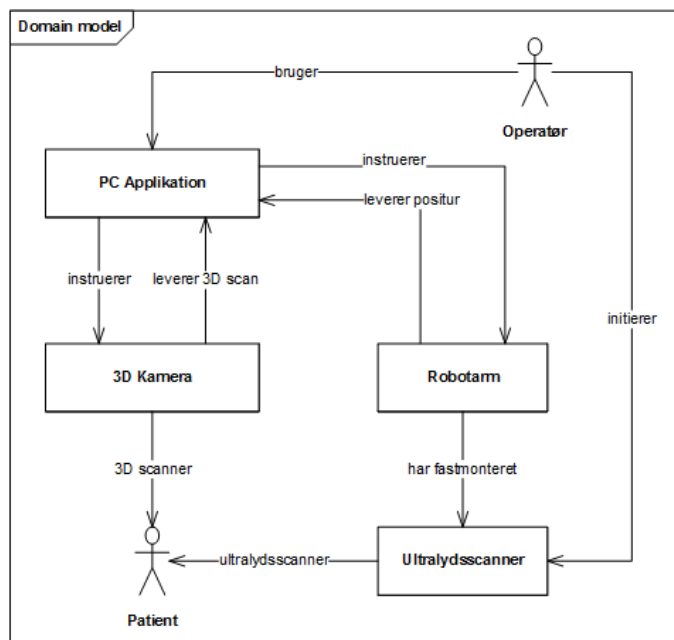 Domain model
bruger
Operatør
PC Applikation
instruerer
leverer positur
instruerer
leverer 3D scan
initierer
3D Kamera
Robotarm
3D scanner
har fastmonteret
ultralydsscanner
Ultralydsscanner
Patient